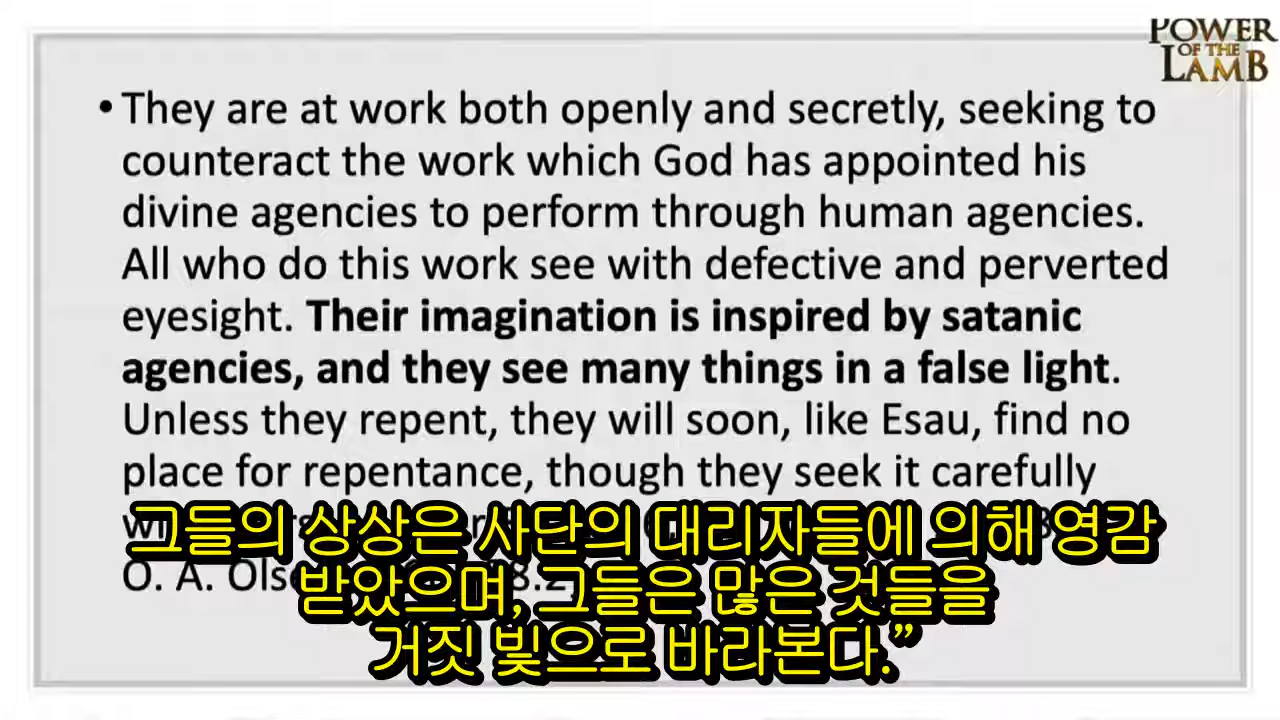 POWER
OF THE
LAMB
• They are at work both openly and secretly, seeking to
counteract the work which God has appointed his
divine agencies to perform through human agencies.
All who do this work see with defective and perverted
eyesight. Their imagination is inspired by satanic
agencies, and they see many things in a false light.
Unless they repent, they will soon, like Esau, find no
place for repentance, though they seek it carefully
그들의 상상은 사단의 대리자들에 의해 영감
O. A.
받았으며, 그들은 많은 것들을
거짓 빛으로 바라본다.”